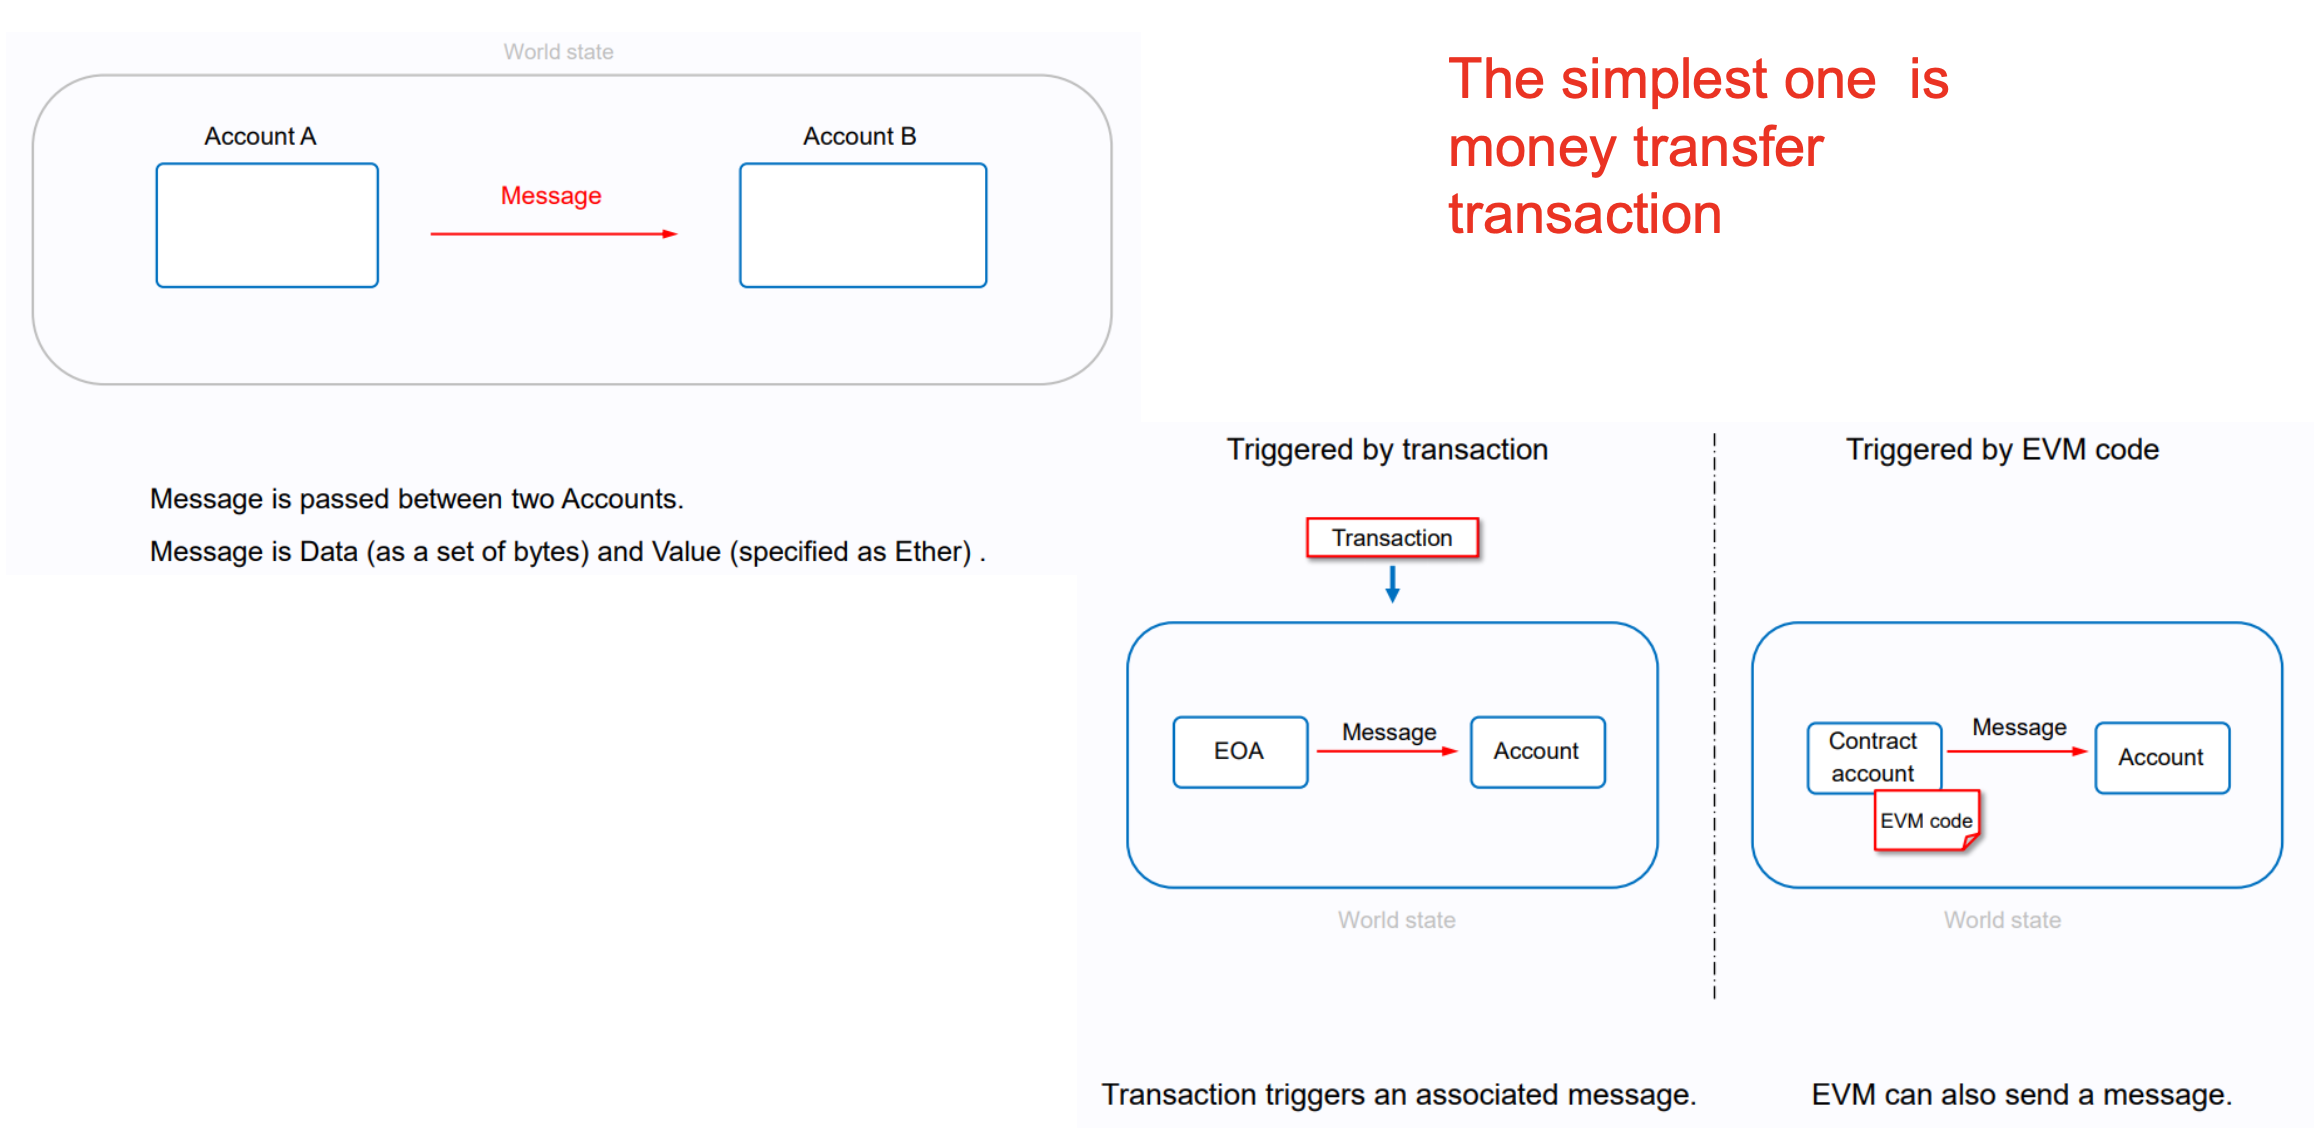 World state
Account A
Account B
Message
The simplest one  is
money transfer
transaction
Message is passed between two Accounts.
Message is Data (as a set of bytes) and Value (specified as Ether) .
Triggered by transaction
Transaction
EOA
Message
Account
World state
Transaction triggers an associated message.
Triggered by EVM code
Contract
account
EVM code
Message
Account
World state
EVM can also send a message.